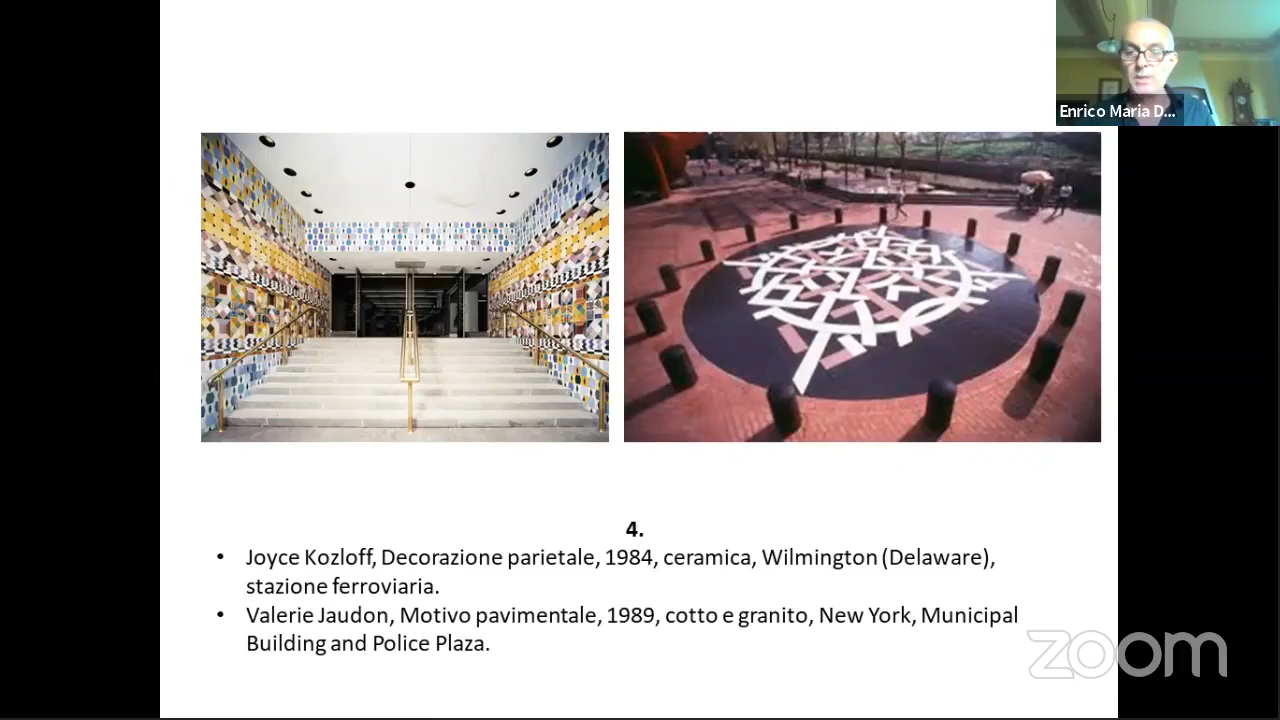 Enrico Maria D...
4.
• Joyce Kozloff, Decorazione parietale, 1984, ceramica, Wilmington (Delaware),
stazione ferroviaria.
• Valerie Jaudon, Motivo pavimentale, 1989, cotto e granito, New York, Municipal
Building and Police Plaza.
zoom